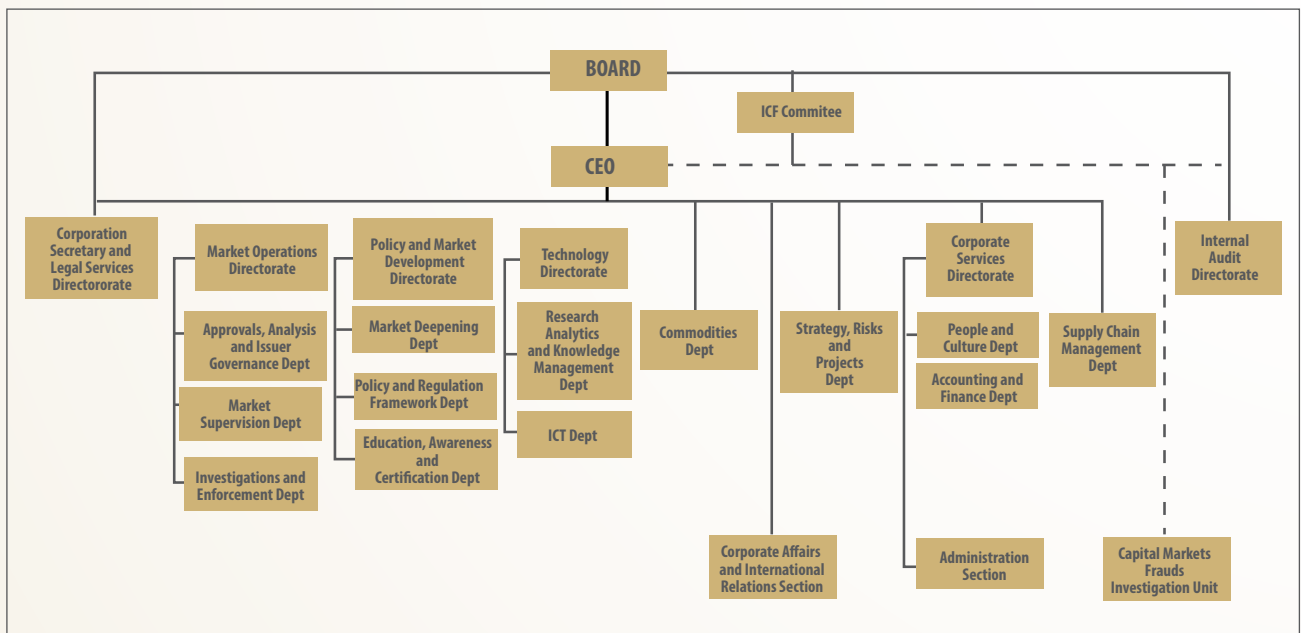 BOARD
ICF Commitee
CEO
Corporation
Secretary and
Legal Services
Directororate
Market Operations
Directorate
Approvals, Analysis
and Issuer
Governance Dept
Market
Supervision Dept
Investigations and
Enforcement Dept
Policy and Market
Development
Directorate
Market Deepening
Dept
Policy and Regulation
Framework Dept
Education, Awareness
and
Certification Dept
Technology
Directorate
Research
Analytics
and Knowledge
Management
Dept
ICT Dept
Commodities
Dept
Corporate Affairs
and International
Relations Section
Strategy, Risks
and
Projects
Dept
Corporate
Services
Directorate
People and
Culture Dept
Accounting and
Finance Dept
Administration
Section
Supply Chain
Management
Dept
Capital Markets
Frauds
Investigation Unit
Internal
Audit
Directorate